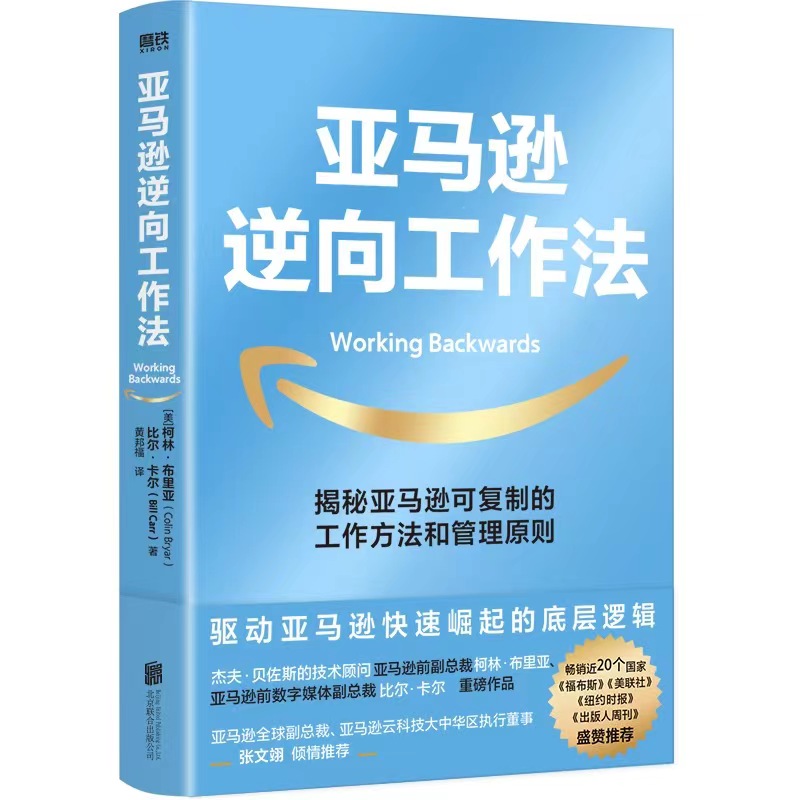 磨铁
XIRON
亚马逊逆向工作法
Working
Backwards
[美]柯林·布里亚(Colin Bryar)
比尔·卡尔(Bill Carr) 著
黄邦福 译
北京联合出版公司
亚马逊
逆向工作法
Working Backwards
揭秘亚马逊可复制的
工作方法和管理原则
驱动亚马逊快速崛起的底层逻辑
杰夫·贝佐斯的技术顾问 亚马逊前副总裁 柯林·布里亚、
亚马逊前数字媒体副总裁 比尔·卡尔 重磅作品
亚马逊全球副总裁、亚马逊云科技大中华区执行董事
张文翊 倾情推荐
畅销近20个国家
《福布斯》《美联社》
《纽约时报》
《出版人周刊》
盛赞推荐